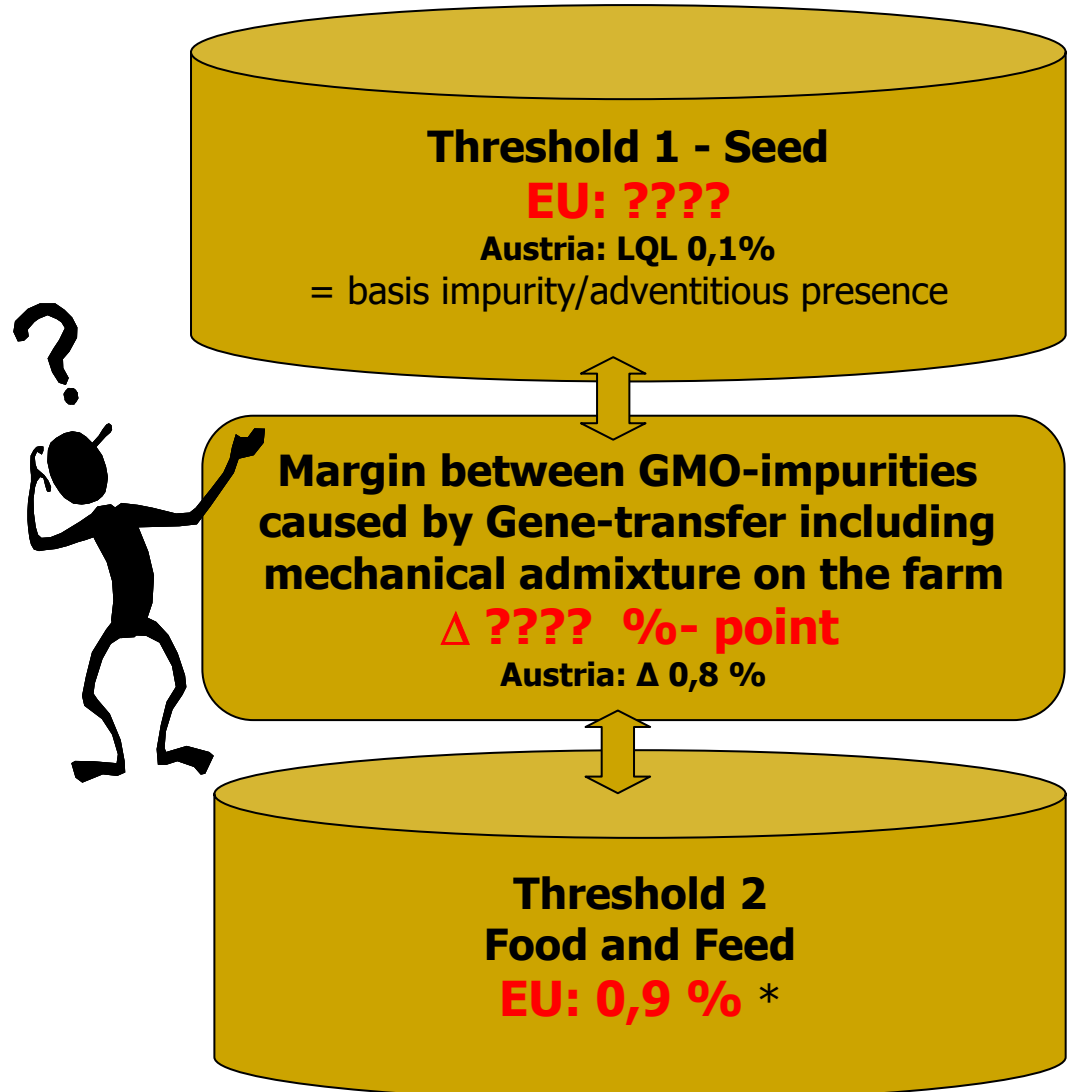 Threshold 1 - Seed
EU: ????
Austria: LQL 0,1%
= basis impurity/adventitious presence
?
Margin between GMO-impurities
caused by Gene-transfer including
mechanical admixture on the farm
Δ ???? %- point
Austria: Δ 0,8 %
Threshold 2
Food and Feed
EU: 0,9 % *